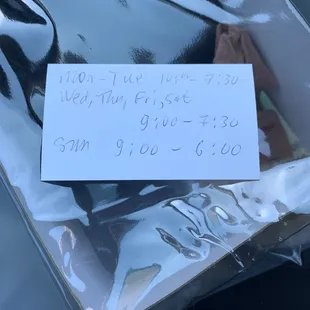 Mon - Tue 10:00 - 7:30
Wed, Thu, Fri, Sat
9:00 - 7:30
Sun 9:00 - 6:00